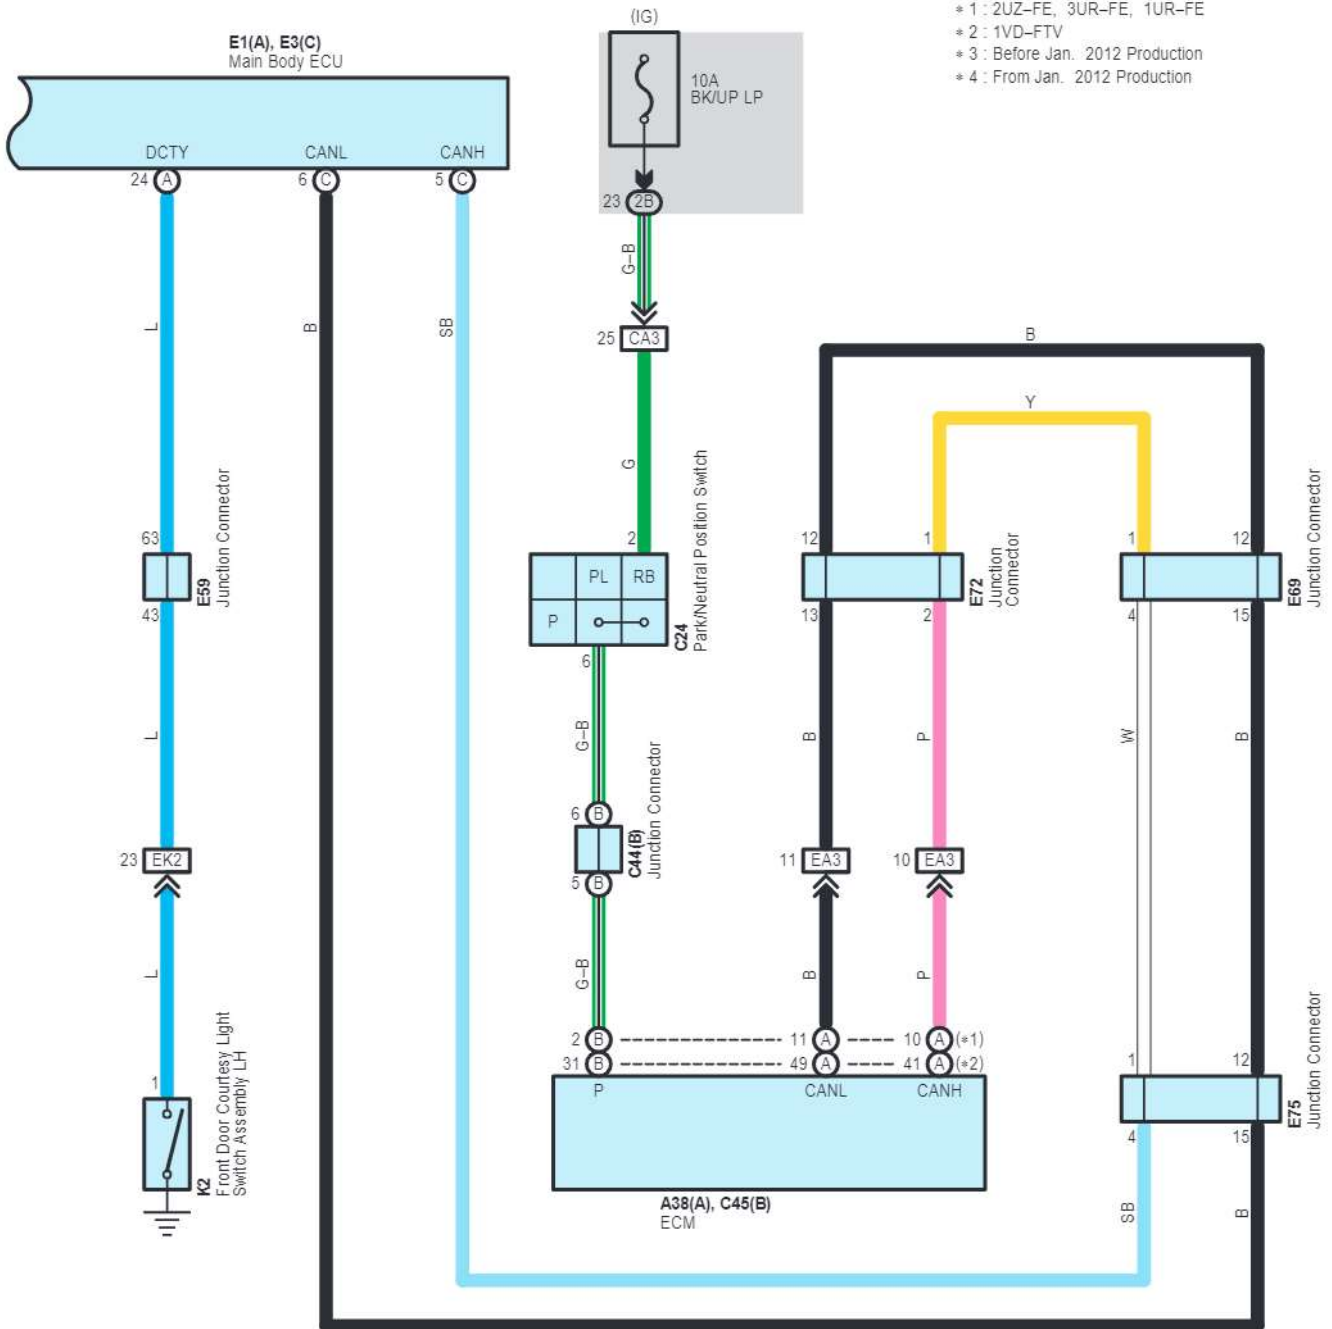 * 1 : 2UZ–FE, 3UR–FE, 1UR–FE
* 2 : 1VD–FTV
* 3 : Before Jan. 2012 Production
* 4 : From Jan. 2012 Production
(IG)
10A
BK/UP LP
E1(A), E3(C)
Main Body ECU
DCTY CANL CANH
24 A 6 C 5 C
23 2B
G–B
L B SB
25 CA3
B
Y
G
63
E59
Junction Connector
43
2
PL RB
P
C24
Park/Neutral Position Switch
6
12 1
E72
Junction
Connector
13 2
1 12
E69
Junction Connector
4 15
L
G–B
B P W B
6 B
C44(B)
Junction Connector
5 B
23 EK2
11 EA3 10 EA3
L
G–B
B P
2 B 11 A 10 A (*1)
31 B 49 A 41 A (*2)
P CANL CANH
A38(A), C45(B)
ECM
1
K2
Front Door Courtesy Light
Switch Assembly LH
1 12
E75
Junction Connector
4 15
SB B